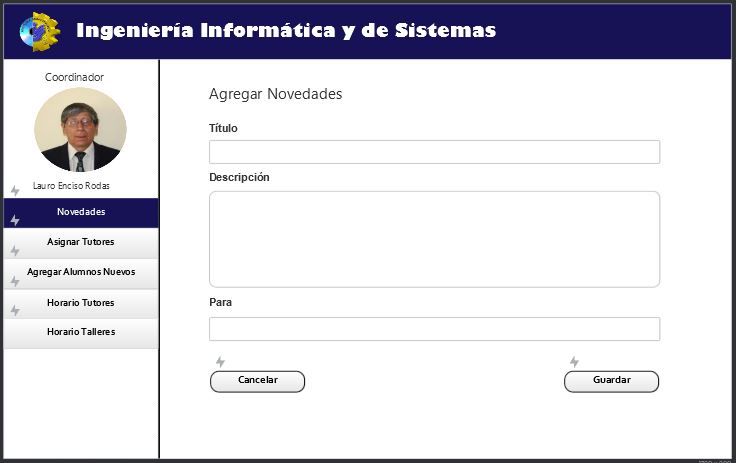 Ingeniería Informática y de Sistemas
Coordinador
Lauro Enciso Rodas
Novedades
Asignar Tutores
Agregar Alumnos Nuevos
Horario Tutores
Horario Talleres
Agregar Novedades
Título
Descripción
Para
Cancelar
Guardar